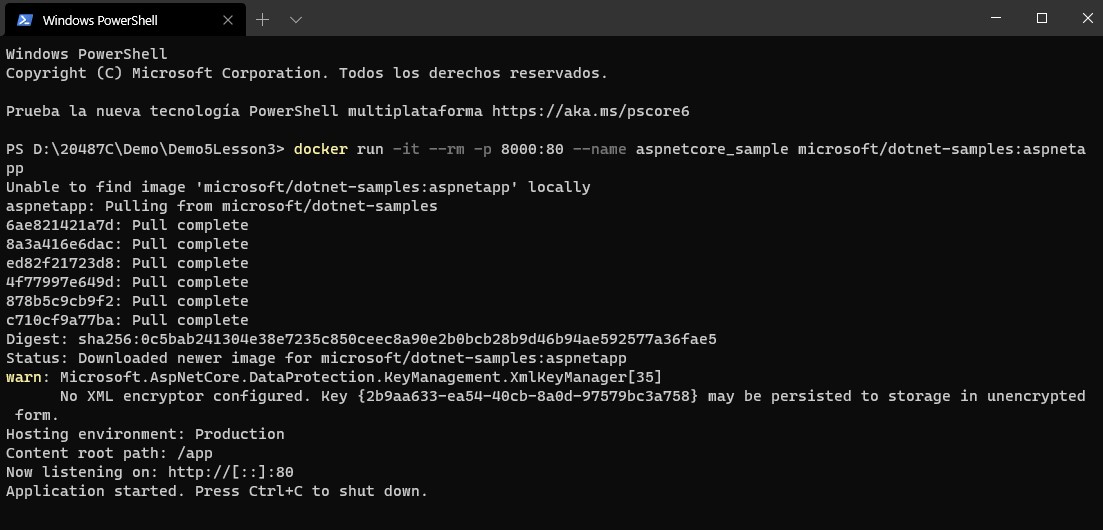 Windows PowerShell
Windows PowerShell
Copyright (C) Microsoft Corporation. Todos los derechos reservados.
Prueba la nueva tecnología PowerShell multiplataforma https://aka.ms/pscore6
PS D:\20487C\Demo\Demo5Lesson3> docker run -it --rm -p 8000:80 --name aspnetcore_sample microsoft/dotnet-samples:aspneta
pp
Unable to find image 'microsoft/dotnet-samples:aspnetapp' locally
aspnetapp: Pulling from microsoft/dotnet-samples
6ae821421a7d: Pull complete
8a3a416e6dac: Pull complete
ed82f21723d8: Pull complete
4f77997e649d: Pull complete
878b5c9cb9f2: Pull complete
c710cf9a77ba: Pull complete
Digest: sha256:0c5bab241304e38e7235c850ceec8a90e2b0bcb28b9d46b94ae592577a36fae5
Status: Downloaded newer image for microsoft/dotnet-samples:aspnetapp
warn: Microsoft.AspNetCore.DataProtection.KeyManagement.XmlKeyManager[35]
      No XML encryptor configured. Key {2b9aa633-ea54-40cb-8a0d-97579bc3a758} may be persisted to storage in unencrypted
 form.
Hosting environment: Production
Content root path: /app
Now listening on: http://[::]:80
Application started. Press Ctrl+C to shut down.